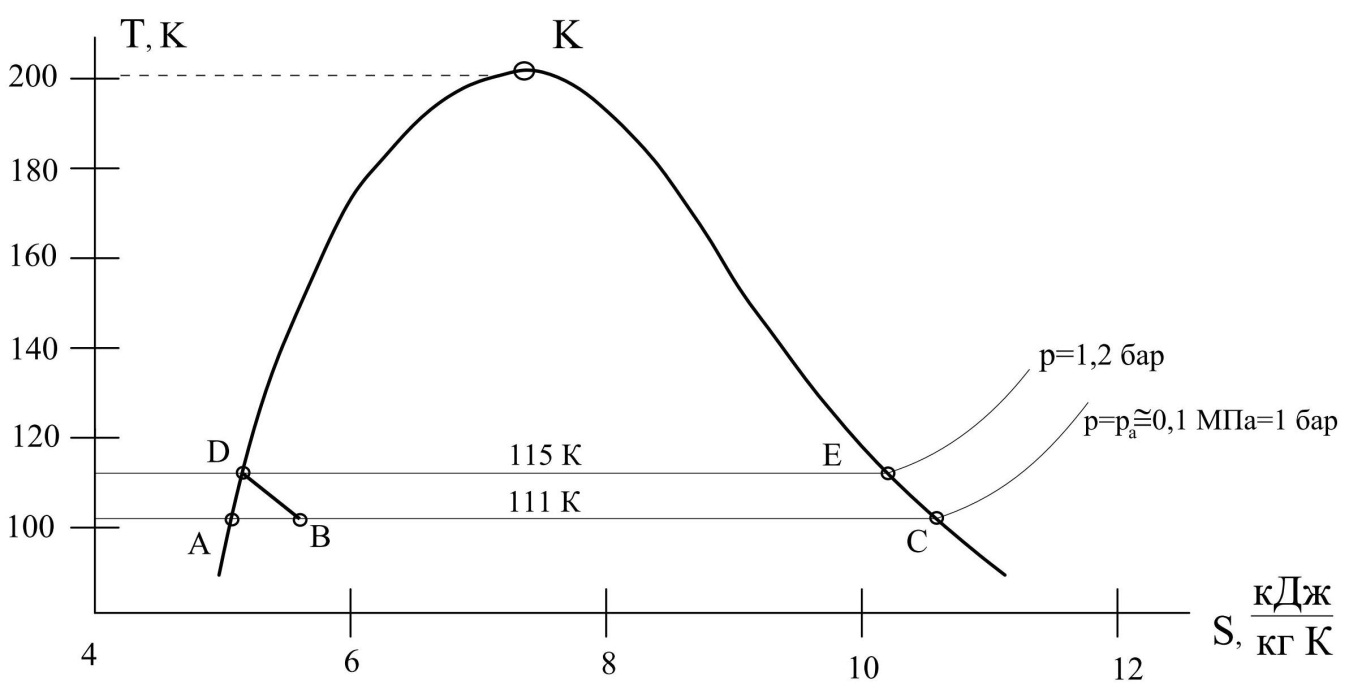 T, К
К
200
180
160
140
120
100
p=1,2 бар
p=pa≅0,1 МПа=1 бар
D
115 К
E
111 К
A
B
C
4
6
8
10
12
S, кДж
кг К